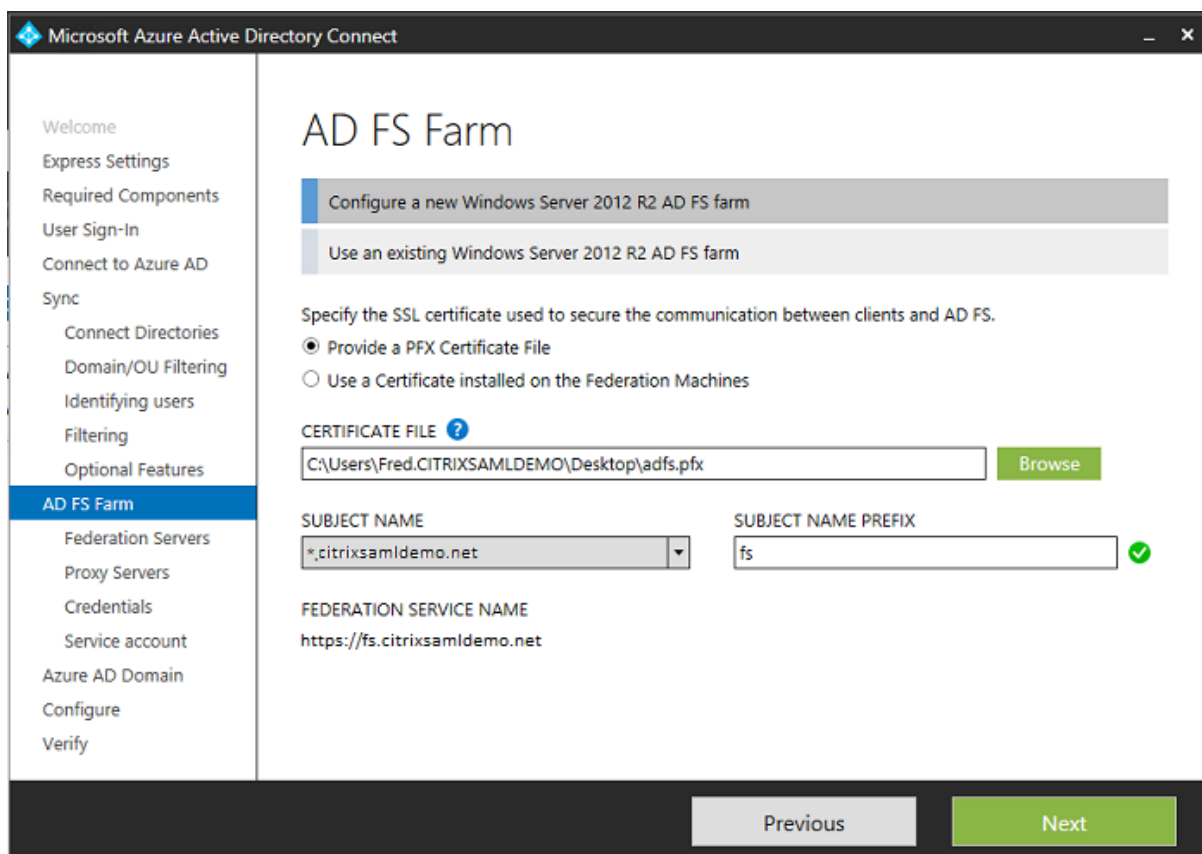 Microsoft Azure Active Directory Connect
Welcome
Express Settings
Required Components
User Sign-In
Connect to Azure AD
Sync
Connect Directories
Domain/OU Filtering
Identifying users
Filtering
Optional Features
AD FS Farm
Federation Servers
Proxy Servers
Credentials
Service account
Azure AD Domain
Configure
Verify
AD FS Farm
Configure a new Windows Server 2012 R2 AD FS farm
Use an existing Windows Server 2012 R2 AD FS farm
Specify the SSL certificate used to secure the communication between clients and AD FS.
Provide a PFX Certificate File
Use a Certificate installed on the Federation Machines
CERTIFICATE FILE ?
C:\Users\Fred.CITRIXSAMLDEMO\Desktop\adfs.pfx Browse
SUBJECT NAME SUBJECT NAME PREFIX
*.citrixsamldemo.net fs
FEDERATION SERVICE NAME
https://fs.citrixsamldemo.net
Previous Next